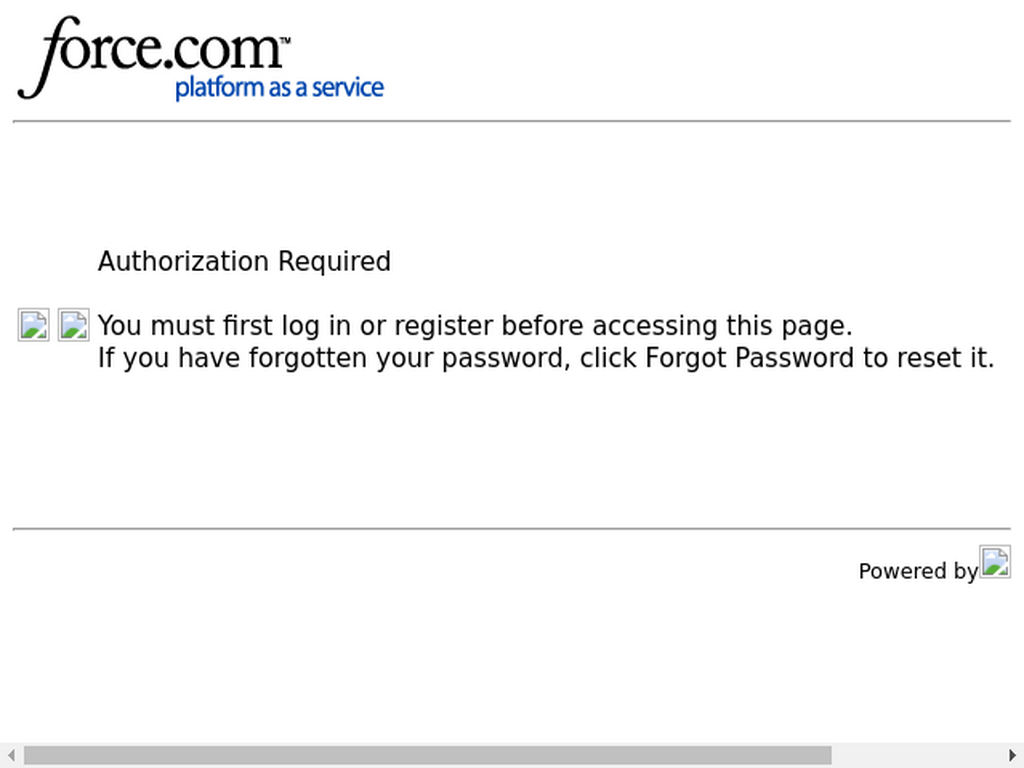 force.com™
platform as a service
Authorization Required
You must first log in or register before accessing this page.
If you have forgotten your password, click Forgot Password to reset it.
Powered by